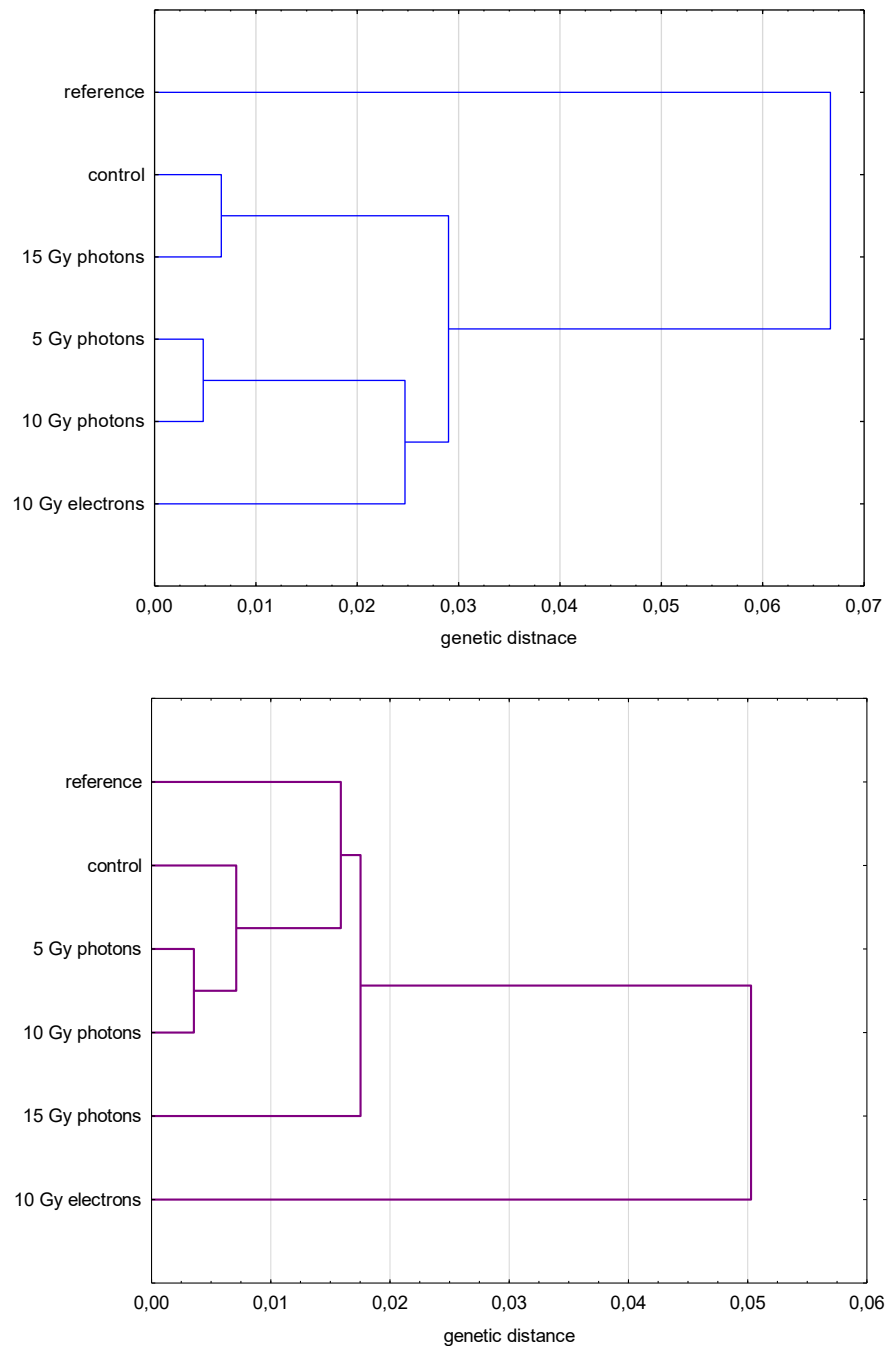 reference
control
15 Gy photons
5 Gy photons
10 Gy photons
10 Gy electrons
0,00 0,01 0,02 0,03 0,04 0,05 0,06 0,07
genetic distnace
reference
control
5 Gy photons
10 Gy photons
15 Gy photons
10 Gy electrons
0,00 0,01 0,02 0,03 0,04 0,05 0,06
genetic distance